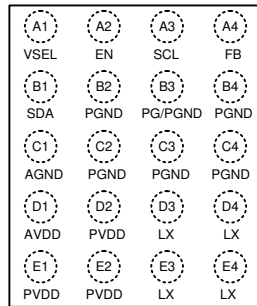 A1 A2 A3 A4
VSEL EN SCL FB
B1 B2 B3 B4
SDA PGND PG/PGND PGND
C1 C2 C3 C4
AGND PGND PGND PGND
D1 D2 D3 D4
AVDD PVDD LX LX
E1 E2 E3 E4
PVDD PVDD LX LX